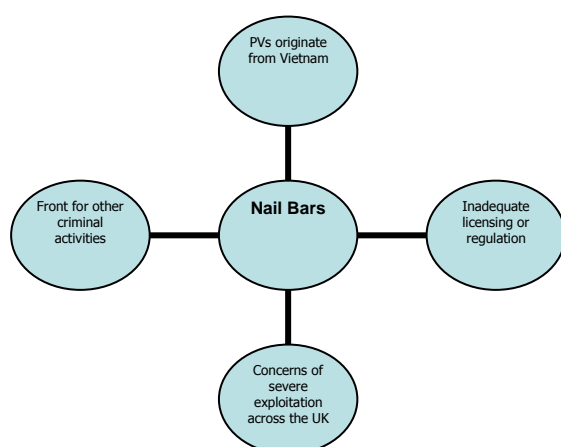 PVs originate
from Vietnam
Front for other
criminal
activities
Nail Bars
Inadequate
licensing or
regulation
Concerns of
severe
exploitation
across the UK